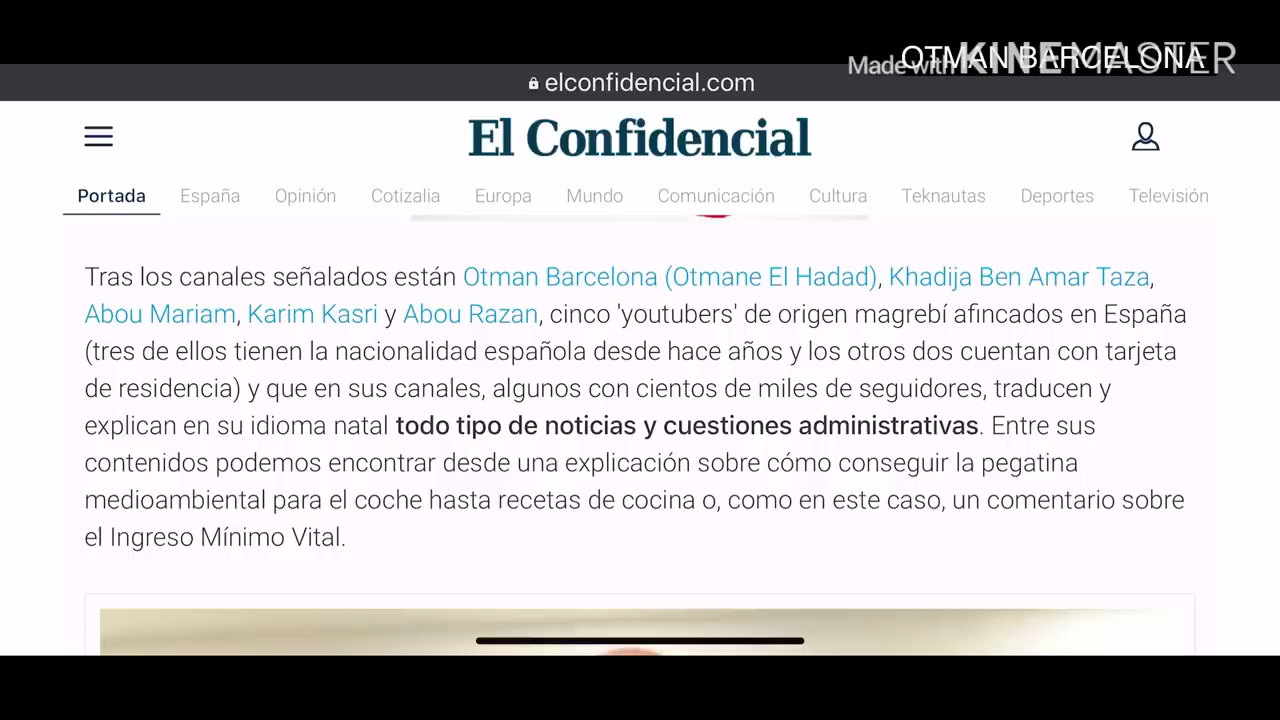 OTMAN BARCELONA
Made with KINEMASTER
elconfidencial.com
El Confidencial
Portada España Opinión Cotizalia Europa Mundo Comunicación Cultura Teknautas Deportes Televisión
Tras los canales señalados están Otman Barcelona (Otmane El Hadad), Khadija Ben Amar Taza,
Abou Mariam, Karim Kasri y Abou Razan, cinco 'youtubers' de origen magrebí afincados en España
(tres de ellos tienen la nacionalidad española desde hace años y los otros dos cuentan con tarjeta
de residencia) y que en sus canales, algunos con cientos de miles de seguidores, traducen y
explican en su idioma natal todo tipo de noticias y cuestiones administrativas. Entre sus
contenidos podemos encontrar desde una explicación sobre cómo conseguir la pegatina
medioambiental para el coche hasta recetas de cocina o, como en este caso, un comentario sobre
el Ingreso Mínimo Vital.